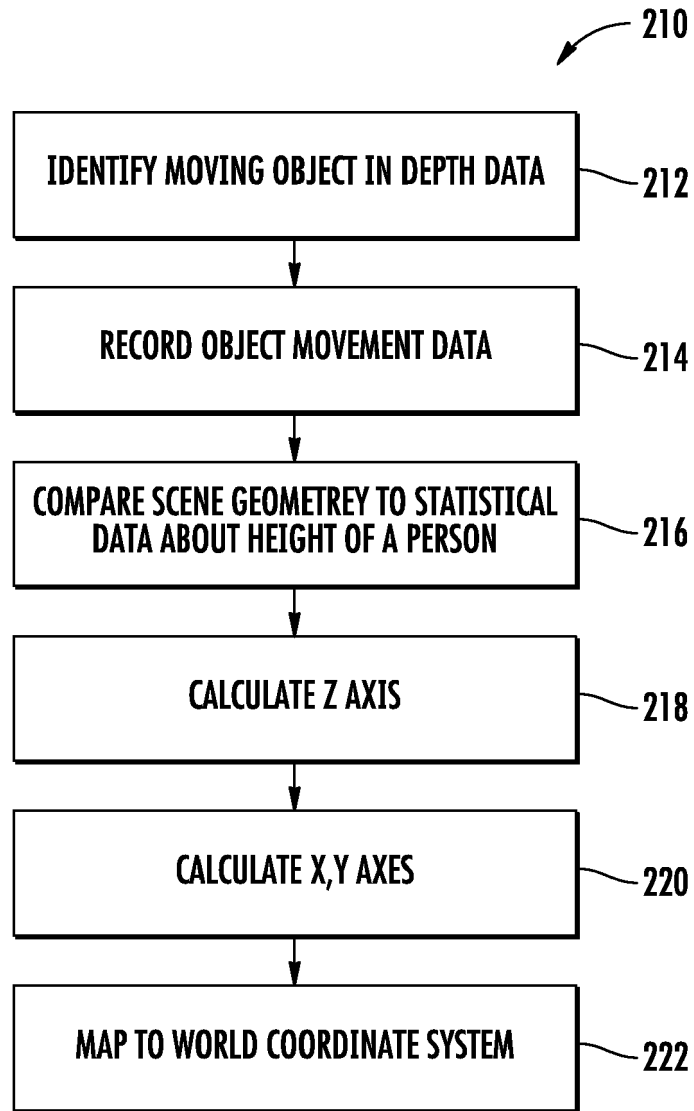 210
IDENTIFY MOVING OBJECT IN DEPTH DATA
212
RECORD OBJECT MOVEMENT DATA
214
COMPARE SCENE GEOMETREY TO STATISTICAL
DATA ABOUT HEIGHT OF A PERSON
216
CALCULATE Z AXIS
218
CALCULATE X,Y AXES
220
MAP TO WORLD COORDINATE SYSTEM
222